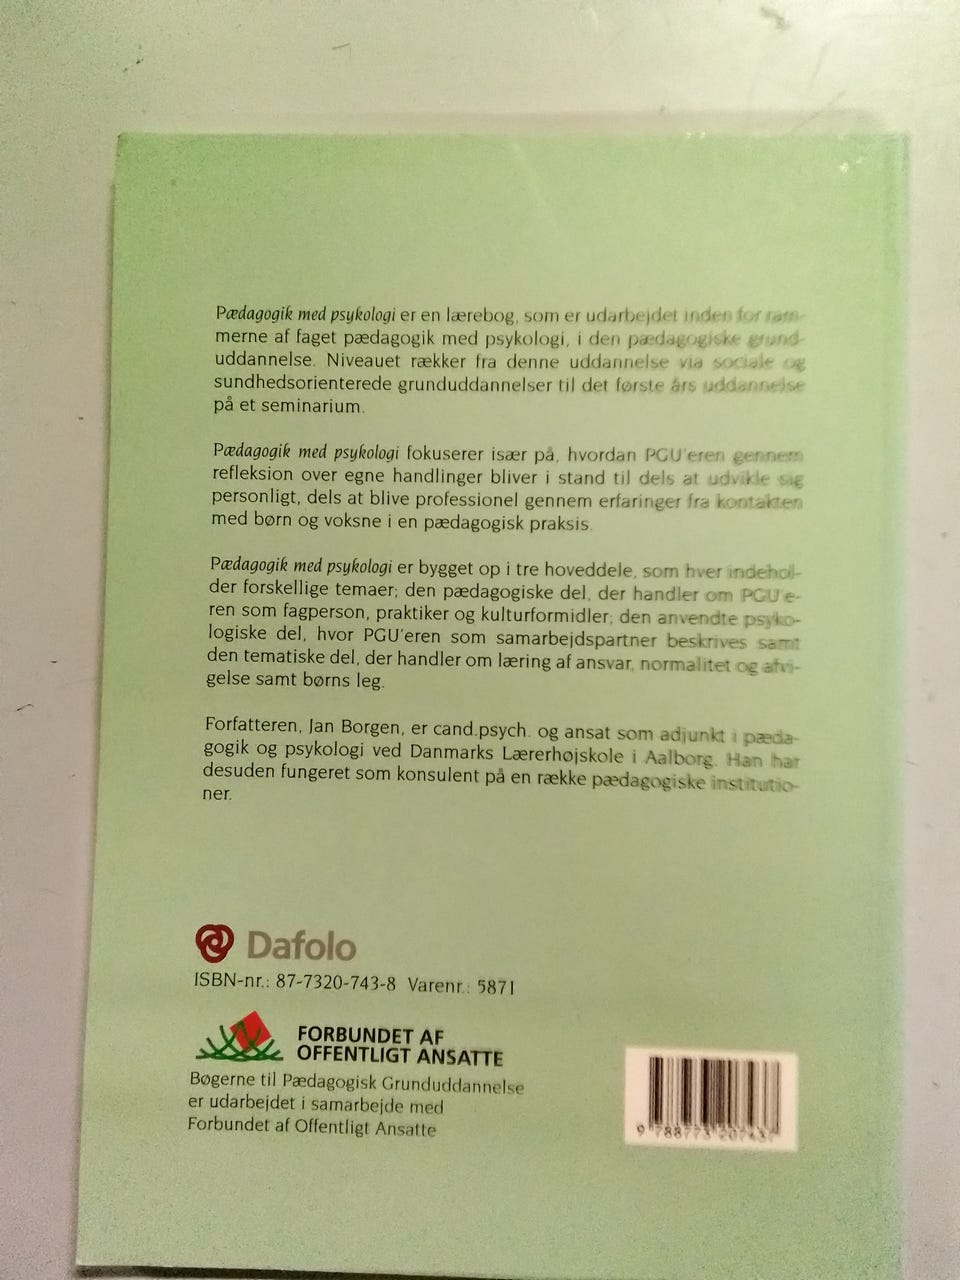 Pædagogik med psykologi er en lærebog, som er udarbejdet inden for ram-
merne af faget pædagogik med psykologi, i den pædagogiske grund-
uddannelse. Niveauet rækker fra denne uddannelse via sociale og
sundhedsorienterede grunduddannelser til det første års uddannelse
på et seminarium.
Pædagogik med psykologi fokuserer især på, hvordan PGU'eren gennem
refleksion over egne handlinger bliver i stand til dels at udvikle sig
personligt, dels at blive professionel gennem erfaringer fra kontakten
med børn og voksne i en pædagogisk praksis.
Pædagogik med psykologi er bygget op i tre hoveddele, som hver indehol-
der forskellige temaer; den pædagogiske del, der handler om PGU'e-
ren som fagperson, praktiker og kulturformidler; den anvendte psyko-
logiske del, hvor PGU'eren som samarbejdspartner beskrives samt
den tematiske del, der handler om læring af ansvar, normalitet og afvi-
gelse samt børns leg.
Forfatteren, Jan Borgen, er cand.psych. og ansat som adjunkt i pæda-
gogik og psykologi ved Danmarks Lærerhøjskole i Aalborg. Han har
desuden fungeret som konsulent på en række pædagogiske institutio-
ner.
Dafolo
ISBN-nr.: 87-7320-743-8 Varenr.: 5871
FORBUNDET AF
OFFENTLIGT ANSATTE
Bøgerne til Pædagogisk Grunduddannelse
er udarbejdet i samarbejde med
Forbundet af Offentligt Ansatte
9 788773 207437